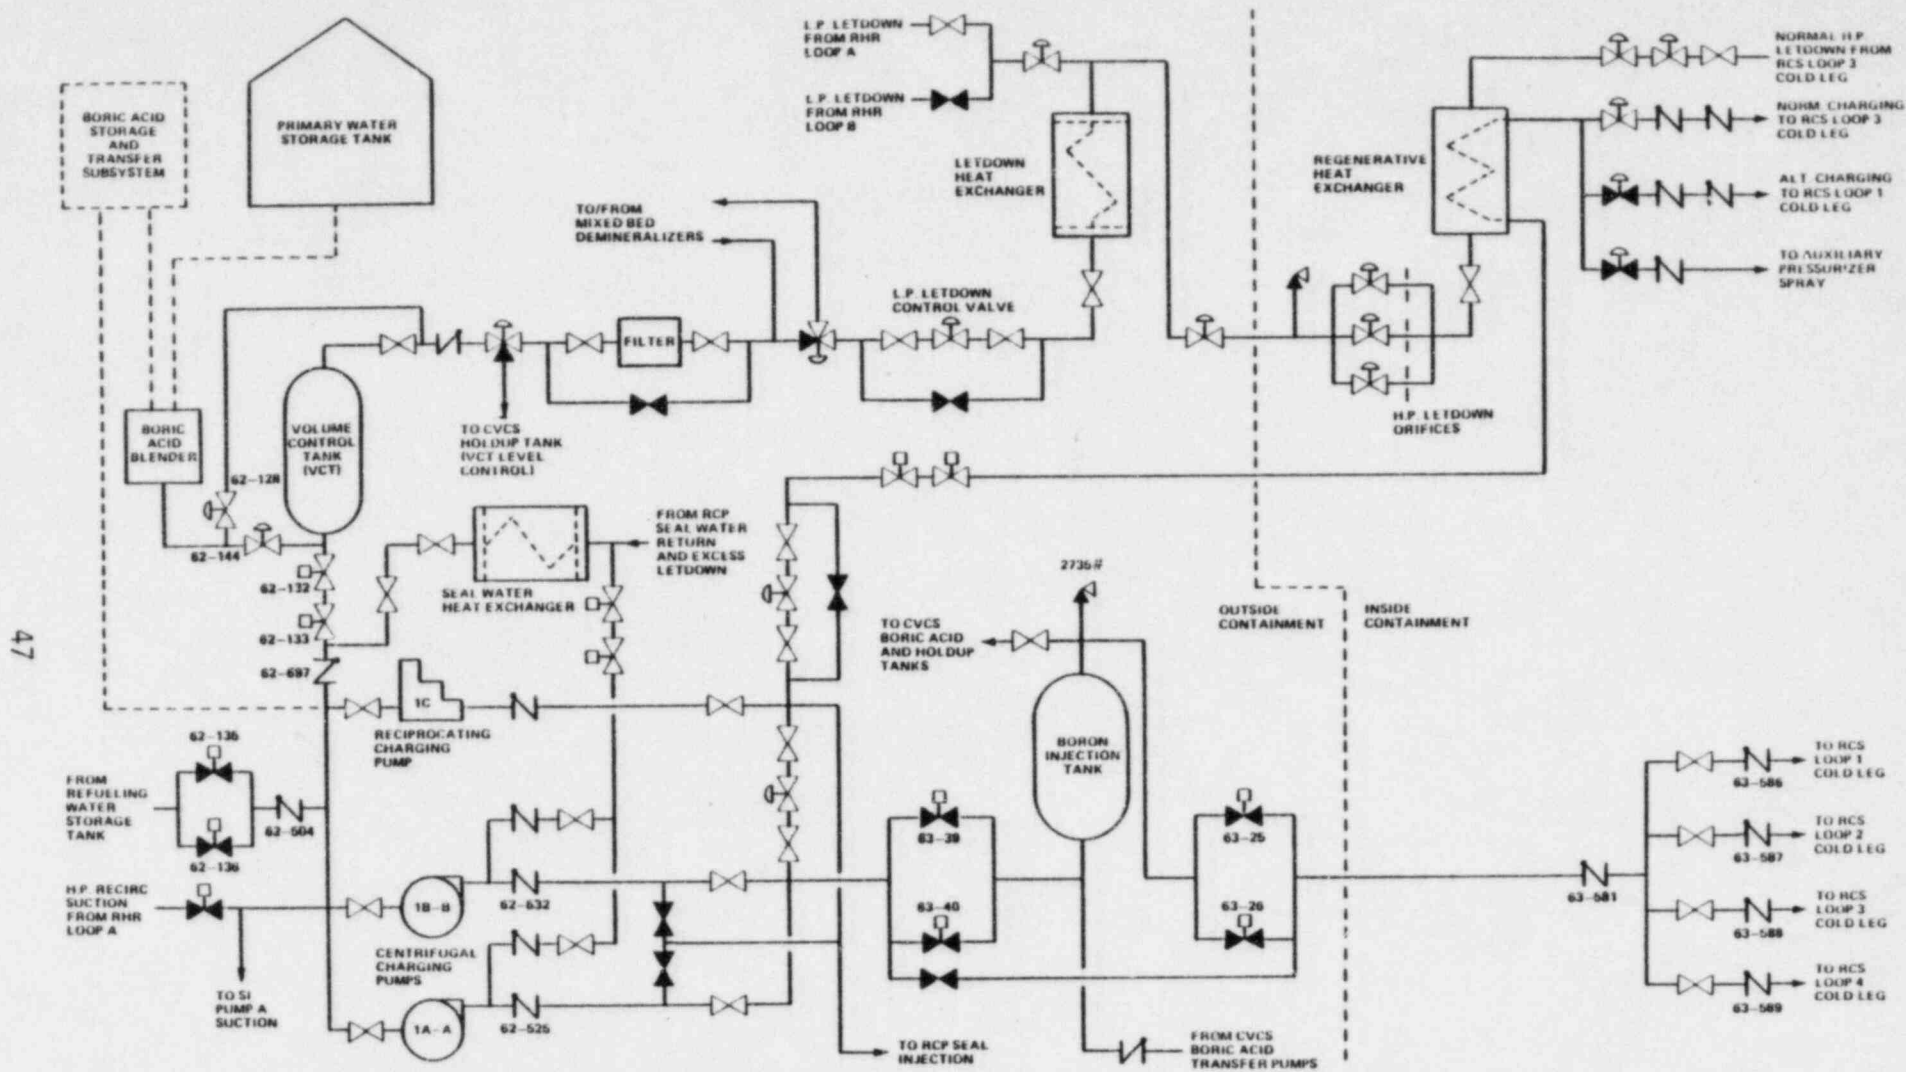 L.P. LETDOWN
FROM RHR
LOOP A
L.P. LETDOWN
FROM RHR
LOOP B
NORMAL H.P.
LETDOWN FROM
RCS LOOP 3
COLD LEG
NORM. CHARGING
TO RCS LOOP 3
COLD LEG
ALT. CHARGING
TO RCS LOOP 1
COLD LEG
TO AUXILIARY
PRESSURIZER
SPRAY
BORIC ACID
STORAGE
AND
TRANSFER
SUBSYSTEM
PRIMARY WATER
STORAGE TANK
LETDOWN
HEAT
EXCHANGER
REGENERATIVE
HEAT
EXCHANGER
TO/FROM
MIXED BED
DEMINERALIZERS
L.P. LETDOWN
CONTROL VALVE
FILTER
H.P. LETDOWN
ORIFICES
BORIC
ACID
BLENDER
VOLUME
CONTROL
TANK
(VCT)
TO CVCS
HOLDUP TANK
(VCT LEVEL
CONTROL)
62-128
62-144
62-132
62-133
62-697
FROM RCP
SEAL WATER
RETURN
AND EXCESS
LETDOWN
SEAL WATER
HEAT EXCHANGER
2735#
OUTSIDE
CONTAINMENT
INSIDE
CONTAINMENT
TO CVCS
BORIC ACID
AND HOLDUP
TANKS
47
1C
RECIPROCATING
CHARGING
PUMP
BORON
INJECTION
TANK
62-135
FROM
REFUELING
WATER
STORAGE
TANK
62-504
62-136
63-39
63-40
63-25
63-26
63-581
TO RCS
LOOP 1
COLD LEG
63-586
TO RCS
LOOP 2
COLD LEG
63-587
TO RCS
LOOP 3
COLD LEG
63-588
TO RCS
LOOP 4
COLD LEG
63-589
H.P. RECIRC
SUCTION
FROM RHR
LOOP A
1B-B
62-532
CENTRIFUGAL
CHARGING
PUMPS
1A-A
62-525
TO SI
PUMP A
SUCTION
TO RCP SEAL
INJECTION
FROM CVCS
BORIC ACID
TRANSFER PUMPS